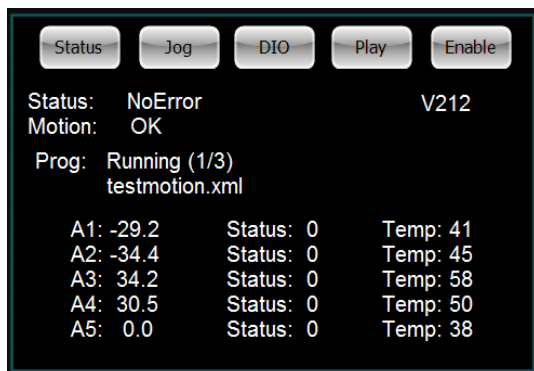 Status Jog DIO Play Enable
Status: NoError V212
Motion: OK
Prog: Running (1/3)
testmotion.xml
A1: -29.2 Status: 0 Temp: 41
A2: -34.4 Status: 0 Temp: 45
A3: 34.2 Status: 0 Temp: 58
A4: 30.5 Status: 0 Temp: 50
A5: 0.0 Status: 0 Temp: 38